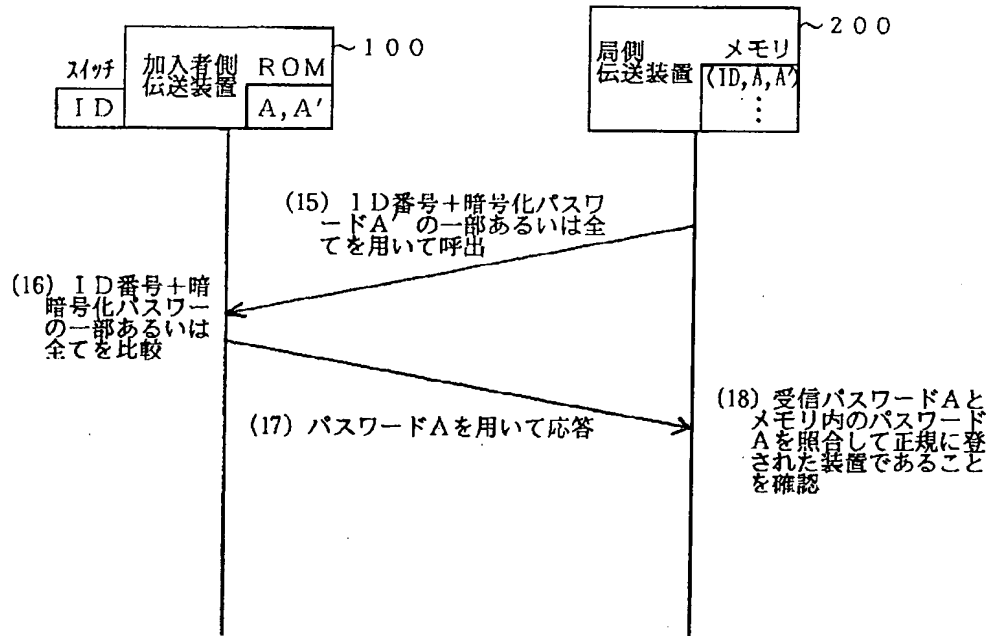 スイッチ
ID
加入者側
伝送装置
ROM
A,A′
~100
局側
伝送装置
メモリ
(ID,A,A′)
⋮
~200
(15) ID番号+暗号化パスワ
ードA′の一部あるいは全
てを用いて呼出
(16) ID番号+暗
暗号化パスワー
の一部あるいは
全てを比較
(17) パスワードAを用いて応答
(18) 受信パスワードAと
メモリ内のパスワード
Aを照合して正規に登
された装置であること
を確認